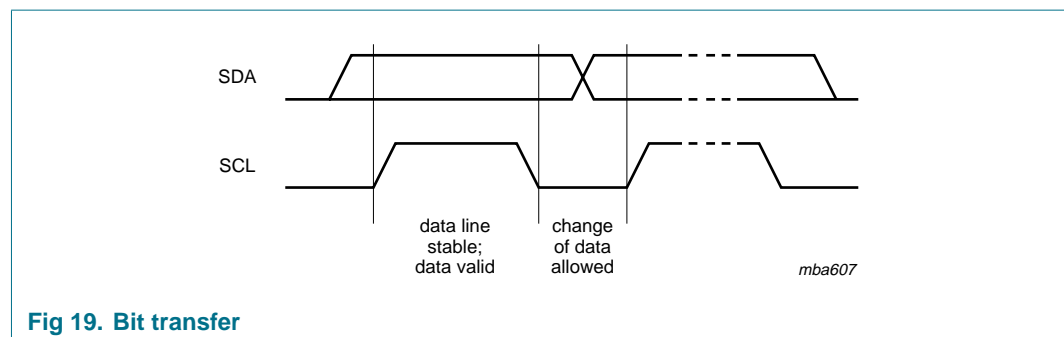 SDA
SCL
data line
stable;
data valid
change
of data
allowed
mba607
Fig 19. Bit transfer